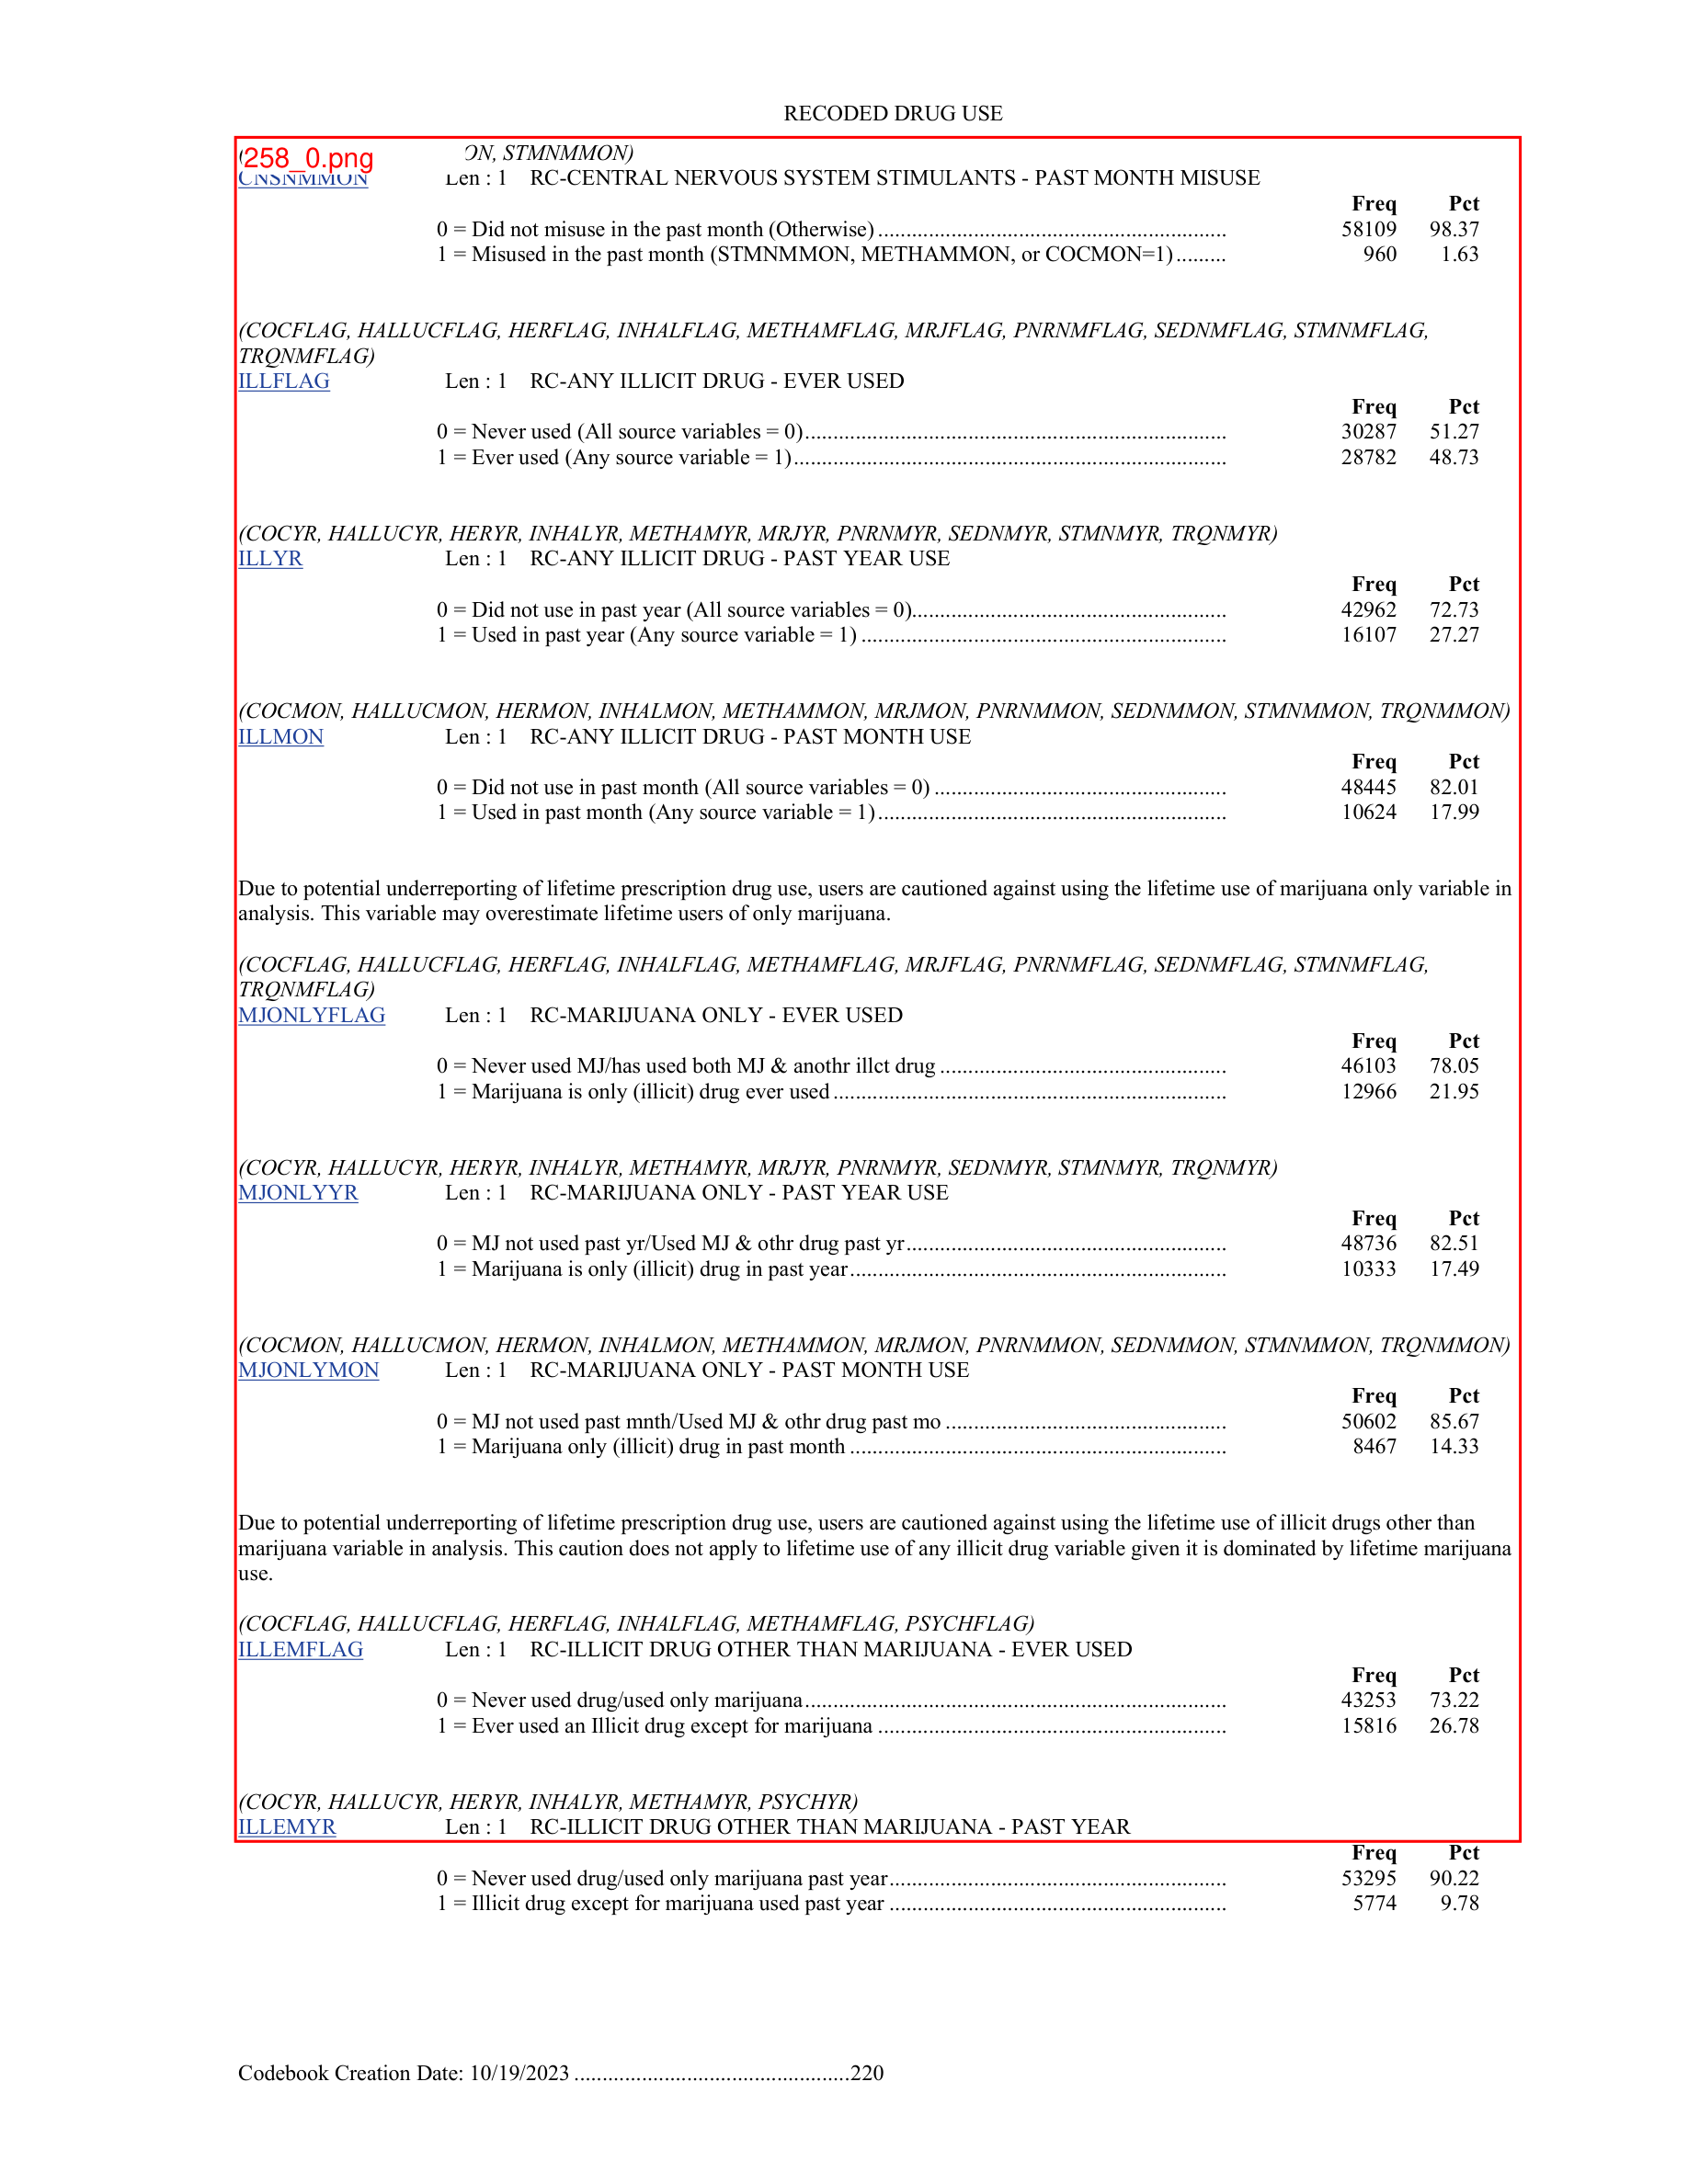 RECODED DRUG USE
(258_0.png ON, STMNMMON)
CNSNMMON Len : 1 RC-CENTRAL NERVOUS SYSTEM STIMULANTS - PAST MONTH MISUSE
Freq Pct
0 = Did not misuse in the past month (Otherwise) .............................................................. 58109 98.37
1 = Misused in the past month (STMNMMON, METHAMMON, or COCMON=1) ......... 960 1.63
(COCFLAG, HALLUCFLAG, HERFLAG, INHALFLAG, METHAMFLAG, MRJFLAG, PNRNMFLAG, SEDNMFLAG, STMNMFLAG,
TRQNMFLAG)
ILLFLAG Len : 1 RC-ANY ILLICIT DRUG - EVER USED
Freq Pct
0 = Never used (All source variables = 0)........................................................................... 30287 51.27
1 = Ever used (Any source variable = 1)............................................................................. 28782 48.73
(COCYR, HALLUCYR, HERYR, INHALYR, METHAMYR, MRJYR, PNRNMYR, SEDNMYR, STMNMYR, TRQNMYR)
ILLYR Len : 1 RC-ANY ILLICIT DRUG - PAST YEAR USE
Freq Pct
0 = Did not use in past year (All source variables = 0)........................................................ 42962 72.73
1 = Used in past year (Any source variable = 1) ................................................................. 16107 27.27
(COCMON, HALLUCMON, HERMON, INHALMON, METHAMMON, MRJMON, PNRNMMON, SEDNMMON, STMNMMON, TRQNMMON)
ILLMON Len : 1 RC-ANY ILLICIT DRUG - PAST MONTH USE
Freq Pct
0 = Did not use in past month (All source variables = 0) .................................................... 48445 82.01
1 = Used in past month (Any source variable = 1).............................................................. 10624 17.99
Due to potential underreporting of lifetime prescription drug use, users are cautioned against using the lifetime use of marijuana only variable in
analysis. This variable may overestimate lifetime users of only marijuana.
(COCFLAG, HALLUCFLAG, HERFLAG, INHALFLAG, METHAMFLAG, MRJFLAG, PNRNMFLAG, SEDNMFLAG, STMNMFLAG,
TRQNMFLAG)
MJONLYFLAG Len : 1 RC-MARIJUANA ONLY - EVER USED
Freq Pct
0 = Never used MJ/has used both MJ & anothr illct drug ................................................... 46103 78.05
1 = Marijuana is only (illicit) drug ever used ...................................................................... 12966 21.95
(COCYR, HALLUCYR, HERYR, INHALYR, METHAMYR, MRJYR, PNRNMYR, SEDNMYR, STMNMYR, TRQNMYR)
MJONLYYR Len : 1 RC-MARIJUANA ONLY - PAST YEAR USE
Freq Pct
0 = MJ not used past yr/Used MJ & othr drug past yr......................................................... 48736 82.51
1 = Marijuana is only (illicit) drug in past year................................................................... 10333 17.49
(COCMON, HALLUCMON, HERMON, INHALMON, METHAMMON, MRJMON, PNRNMMON, SEDNMMON, STMNMMON, TRQNMMON)
MJONLYMON Len : 1 RC-MARIJUANA ONLY - PAST MONTH USE
Freq Pct
0 = MJ not used past mnth/Used MJ & othr drug past mo .................................................. 50602 85.67
1 = Marijuana only (illicit) drug in past month ................................................................... 8467 14.33
Due to potential underreporting of lifetime prescription drug use, users are cautioned against using the lifetime use of illicit drugs other than
marijuana variable in analysis. This caution does not apply to lifetime use of any illicit drug variable given it is dominated by lifetime marijuana
use.
(COCFLAG, HALLUCFLAG, HERFLAG, INHALFLAG, METHAMFLAG, PSYCHFLAG)
ILLEMFLAG Len : 1 RC-ILLICIT DRUG OTHER THAN MARIJUANA - EVER USED
Freq Pct
0 = Never used drug/used only marijuana........................................................................... 43253 73.22
1 = Ever used an Illicit drug except for marijuana .............................................................. 15816 26.78
(COCYR, HALLUCYR, HERYR, INHALYR, METHAMYR, PSYCHYR)
ILLEMYR Len : 1 RC-ILLICIT DRUG OTHER THAN MARIJUANA - PAST YEAR
Freq Pct
0 = Never used drug/used only marijuana past year............................................................ 53295 90.22
1 = Illicit drug except for marijuana used past year ............................................................ 5774 9.78
Codebook Creation Date: 10/19/2023 .................................................220